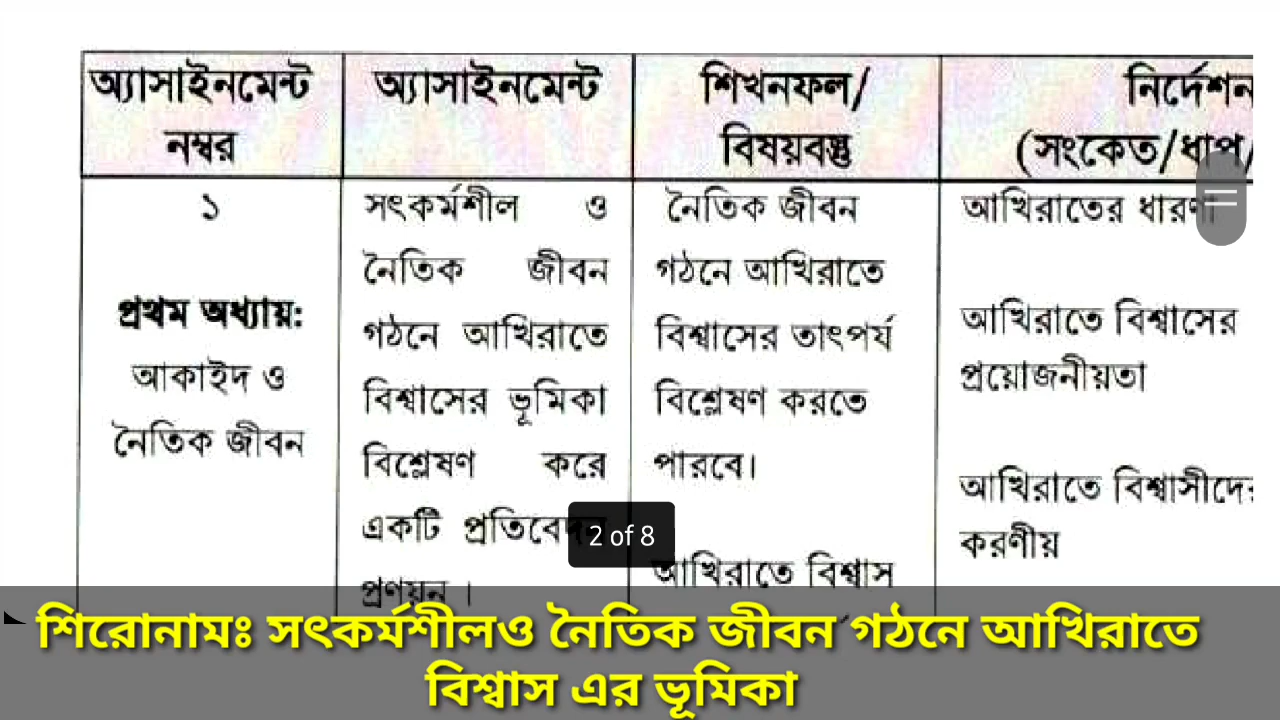 অ্যাসাইনমেন্ট
নম্বর
অ্যাসাইনমেন্ট
শিখনফল/
বিষয়বস্তু
নির্দেশন
(সংকেত/ধাপ/
১
প্রথম অধ্যায়:
আকাইদ ও
নৈতিক জীবন
সৎকর্মশীল ও
নৈতিক জীবন
গঠনে আখিরাতে
বিশ্বাসের ভূমিকা
বিশ্লেষণ করে
একটি প্রতিবেদন
প্রণয়ন ।
নৈতিক জীবন
গঠনে আখিরাতে
বিশ্বাসের তাৎপর্য
বিশ্লেষণ করতে
পারবে।
আখিরাতে বিশ্বাস
আখিরাতের ধারণা
আখিরাতে বিশ্বাসের
প্রয়োজনীয়তা
আখিরাতে বিশ্বাসীদের
করণীয়
2 of 8
শিরোনামঃ সৎকর্মশীলও নৈতিক জীবন গঠনে আখিরাতে
বিশ্বাস এর ভূমিকা